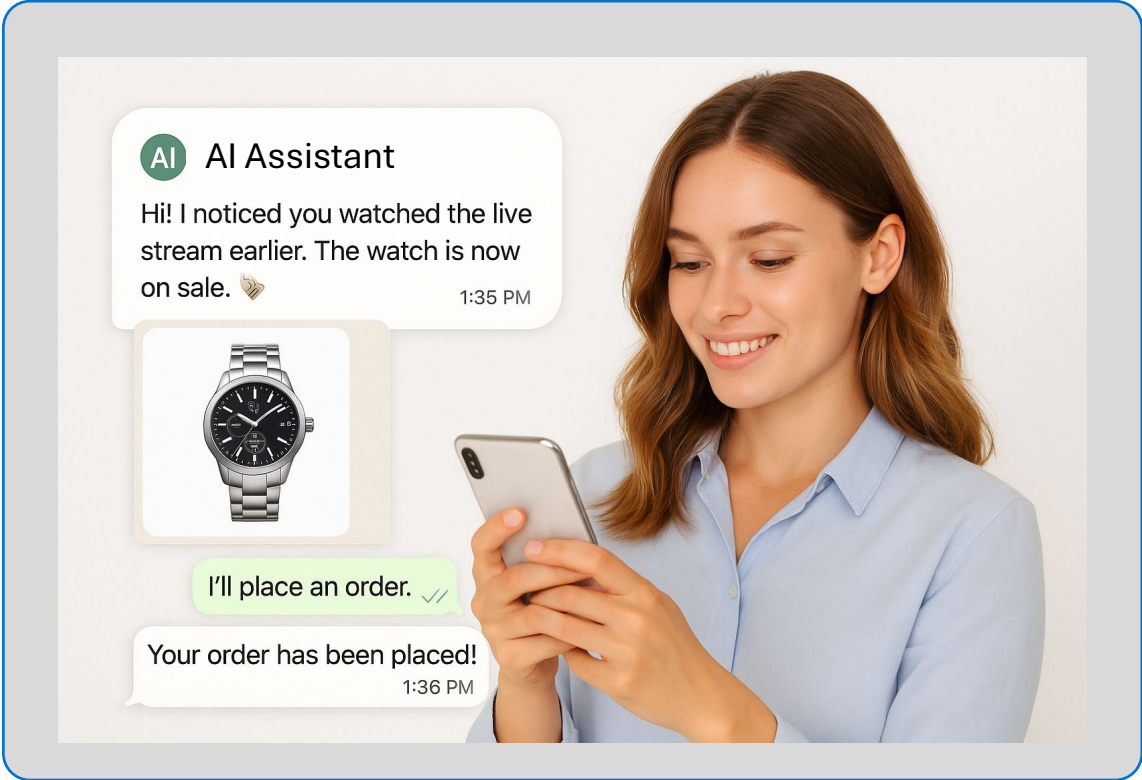 AI AI Assistant
Hi! I noticed you watched the live
stream earlier. The watch is now
on sale.
1:35 PM
I'll place an order.
Your order has been placed!
1:36 PM